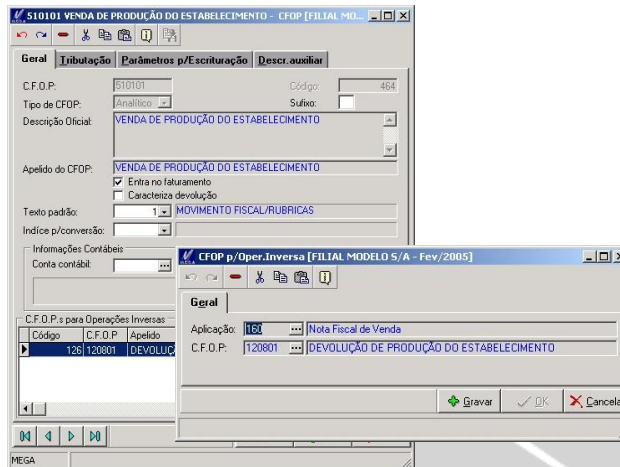 510101 VENDA DE PRODUÇÃO DO ESTABELECIMENTO - CFOP [FILIAL MO...
Geral Tributação Parâmetros p/Escrituração Descr.auxiliar
C.F.O.P: 510101 Código: 464
Tipo de CFOP: Analítico Sufixo:
Descrição Oficial: VENDA DE PRODUÇÃO DO ESTABELECIMENTO
Apelido do CFOP: VENDA DE PRODUÇÃO DO ESTABELECIMENTO
Entra no faturamento
Caracteriza devolução
Texto padrão: 1 MOVIMENTO FISCAL/RUBRICAS
Indíce p/conversão:
Informações Contábeis
Conta contábil:
C.F.O.P.s para Operações Inversas
Código C.F.O.P Apelido
126 120801 DEVOLUÇ
MEGA
CFOP p/Oper.Inversa [FILIAL MODELO S/A - Fev/2005]
Geral
Aplicação: 160 Nota Fiscal de Venda
C.F.O.P: 120801 DEVOLUÇÃO DE PRODUÇÃO DO ESTABELECIMENTO
Gravar OK Cancela